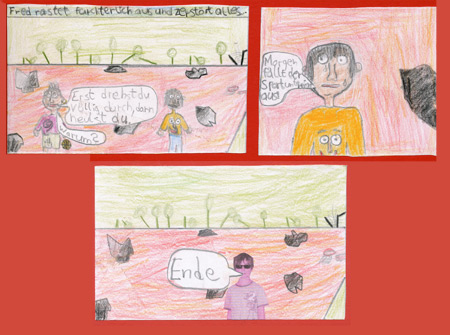 Fred rastet fürchterlich aus und zerstört alles.
Erst drehst du
völlig durch, dann
heulst du.
Warum?
Morgen
fällt der
aus!
Ende